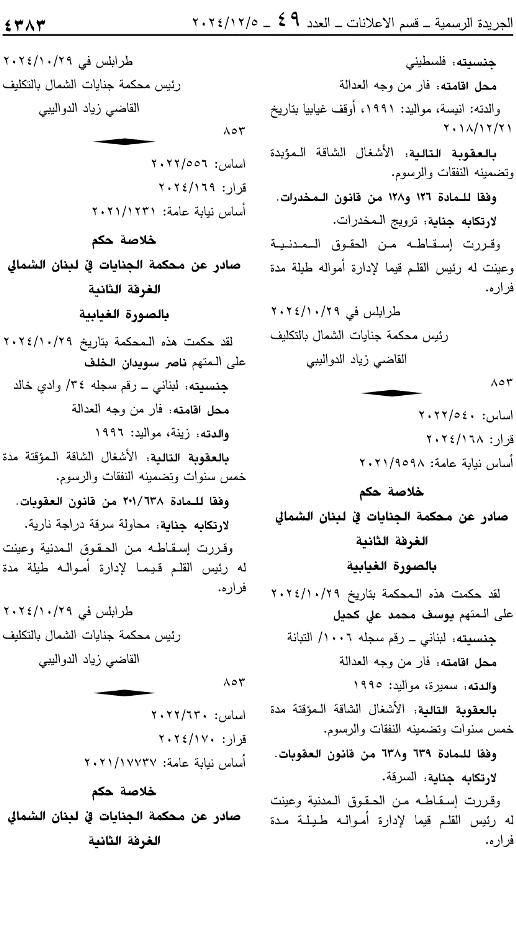 الجريدة الرسمية ــ قسم الاعلانات ــ العدد ٤٩ ــ ٢٠٢٤/١٢/٥
٤٣٨٣
جنسيته: فلسطيني
محل اقامته: فار من وجه العدالة
والدته: انيسة، مواليد: ١٩٩١، أوقف غيابيا بتاريخ
٢٠١٨/١٢/٢١
بالعقوبة التالية: الأشغال الشاقة المؤبدة
وتضمينه النفقات والرسوم.
وفقا للمادة ١٢٦ و١٢٨ من قانون المخدرات.
لارتكابه جناية: ترويج المخدرات.
وقررت إسقاطه من الحقوق المدنية
وعينت له رئيس القلم قيما لإدارة أمواله طيلة مدة
فراره.
طرابلس في ٢٠٢٤/١٠/٢٩
رئيس محكمة جنايات الشمال بالتكليف
القاضي زياد الدواليبي
٨٥٣
اساس: ٢٠٢٢/٥٤٠
قرار: ٢٠٢٤/١٦٨
أساس نيابة عامة: ٢٠٢١/٩٥٩٨
خلاصة حكم
صادر عن محكمة الجنايات في لبنان الشمالي
الغرفة الثانية
بالصورة الغيابية
لقد حكمت هذه المحكمة بتاريخ ٢٠٢٤/١٠/٢٩
على المتهم يوسف محمد علي كحيل
جنسيته: لبناني ــ رقم سجله ١٠٠٦/ التبانة
محل اقامته: فار من وجه العدالة
والدته: سميرة، مواليد: ١٩٩٥
بالعقوبة التالية: الأشغال الشاقة المؤقتة مدة
خمس سنوات وتضمينه النفقات والرسوم.
وفقا للمادة ٦٣٩ و٦٣٨ من قانون العقوبات.
لارتكابه جناية: السرقة.
وقررت إسقاطه من الحقوق المدنية وعينت
له رئيس القلم قيما لإدارة أمواله طيلة مدة
فراره.
طرابلس في ٢٠٢٤/١٠/٢٩
رئيس محكمة جنايات الشمال بالتكليف
القاضي زياد الدواليبي
٨٥٣
اساس: ٢٠٢٢/٥٥٦
قرار: ٢٠٢٤/١٦٩
أساس نيابة عامة: ٢٠٢١/١٢٣١
خلاصة حكم
صادر عن محكمة الجنايات في لبنان الشمالي
الغرفة الثانية
بالصورة الغيابية
لقد حكمت هذه المحكمة بتاريخ ٢٠٢٤/١٠/٢٩
على المتهم ناصر سويدان الخلف
جنسيته: لبناني ــ رقم سجله ٣٤/ وادي خالد
محل اقامته: فار من وجه العدالة
والدته: زينة، مواليد: ١٩٩٦
بالعقوبة التالية: الأشغال الشاقة المؤقتة مدة
خمس سنوات وتضمينه النفقات والرسوم.
وفقا للمادة ٢٠١/٦٣٨ من قانون العقوبات.
لارتكابه جناية: محاولة سرقة دراجة نارية.
وقررت إسقاطه من الحقوق المدنية وعينت
له رئيس القلم قيما لإدارة أمواله طيلة مدة
فراره.
طرابلس في ٢٠٢٤/١٠/٢٩
رئيس محكمة جنايات الشمال بالتكليف
القاضي زياد الدواليبي
٨٥٣
اساس: ٢٠٢٢/٦٣٠
قرار: ٢٠٢٤/١٧٠
أساس نيابة عامة: ٢٠٢١/١٧٧٣٧
خلاصة حكم
صادر عن محكمة الجنايات في لبنان الشمالي
الغرفة الثانية